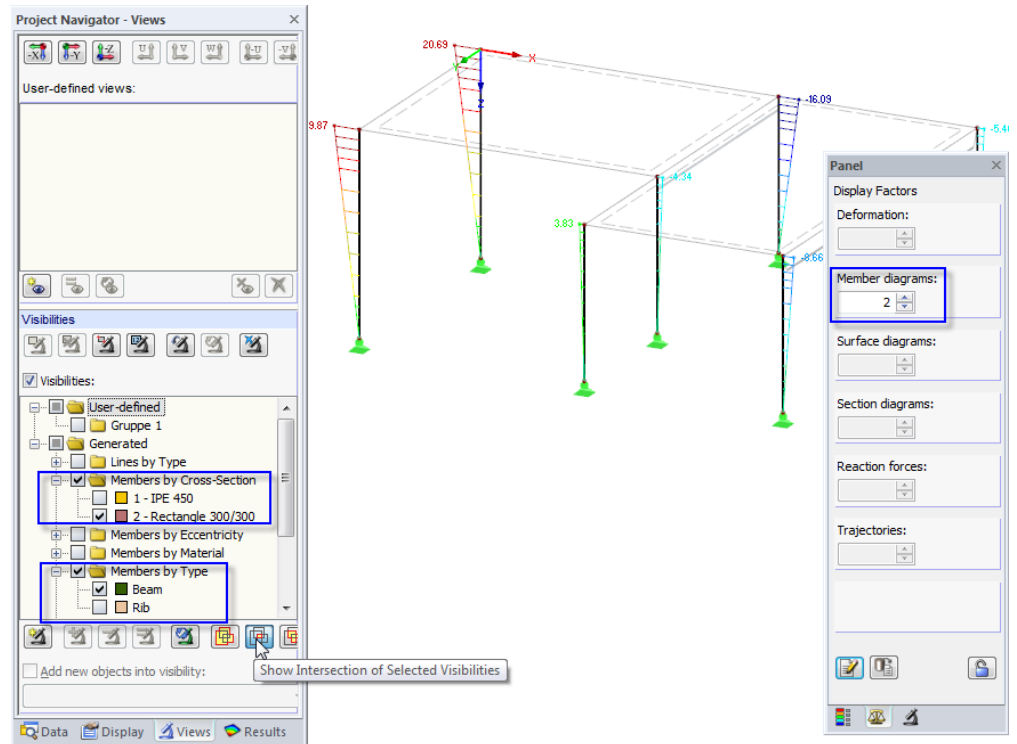 Project Navigator - Views
-X
-Y
-Z
U
V
W
-U
-V
User-defined views:
Visibilities
Visibilities:
User-defined
Gruppe 1
Generated
Lines by Type
Members by Cross-Section
1 - IPE 450
2 - Rectangle 300/300
Members by Eccentricity
Members by Material
Members by Type
Beam
Rib
Show Intersection of Selected Visibilities
Add new objects into visibility:
Data
Display
Views
Results
20.69
X
Y
Z
9.87
-16.09
-5.46
-4.34
3.83
-8.66
Panel
Display Factors
Deformation:
Member diagrams:
2
Surface diagrams:
Section diagrams:
Reaction forces:
Trajectories: